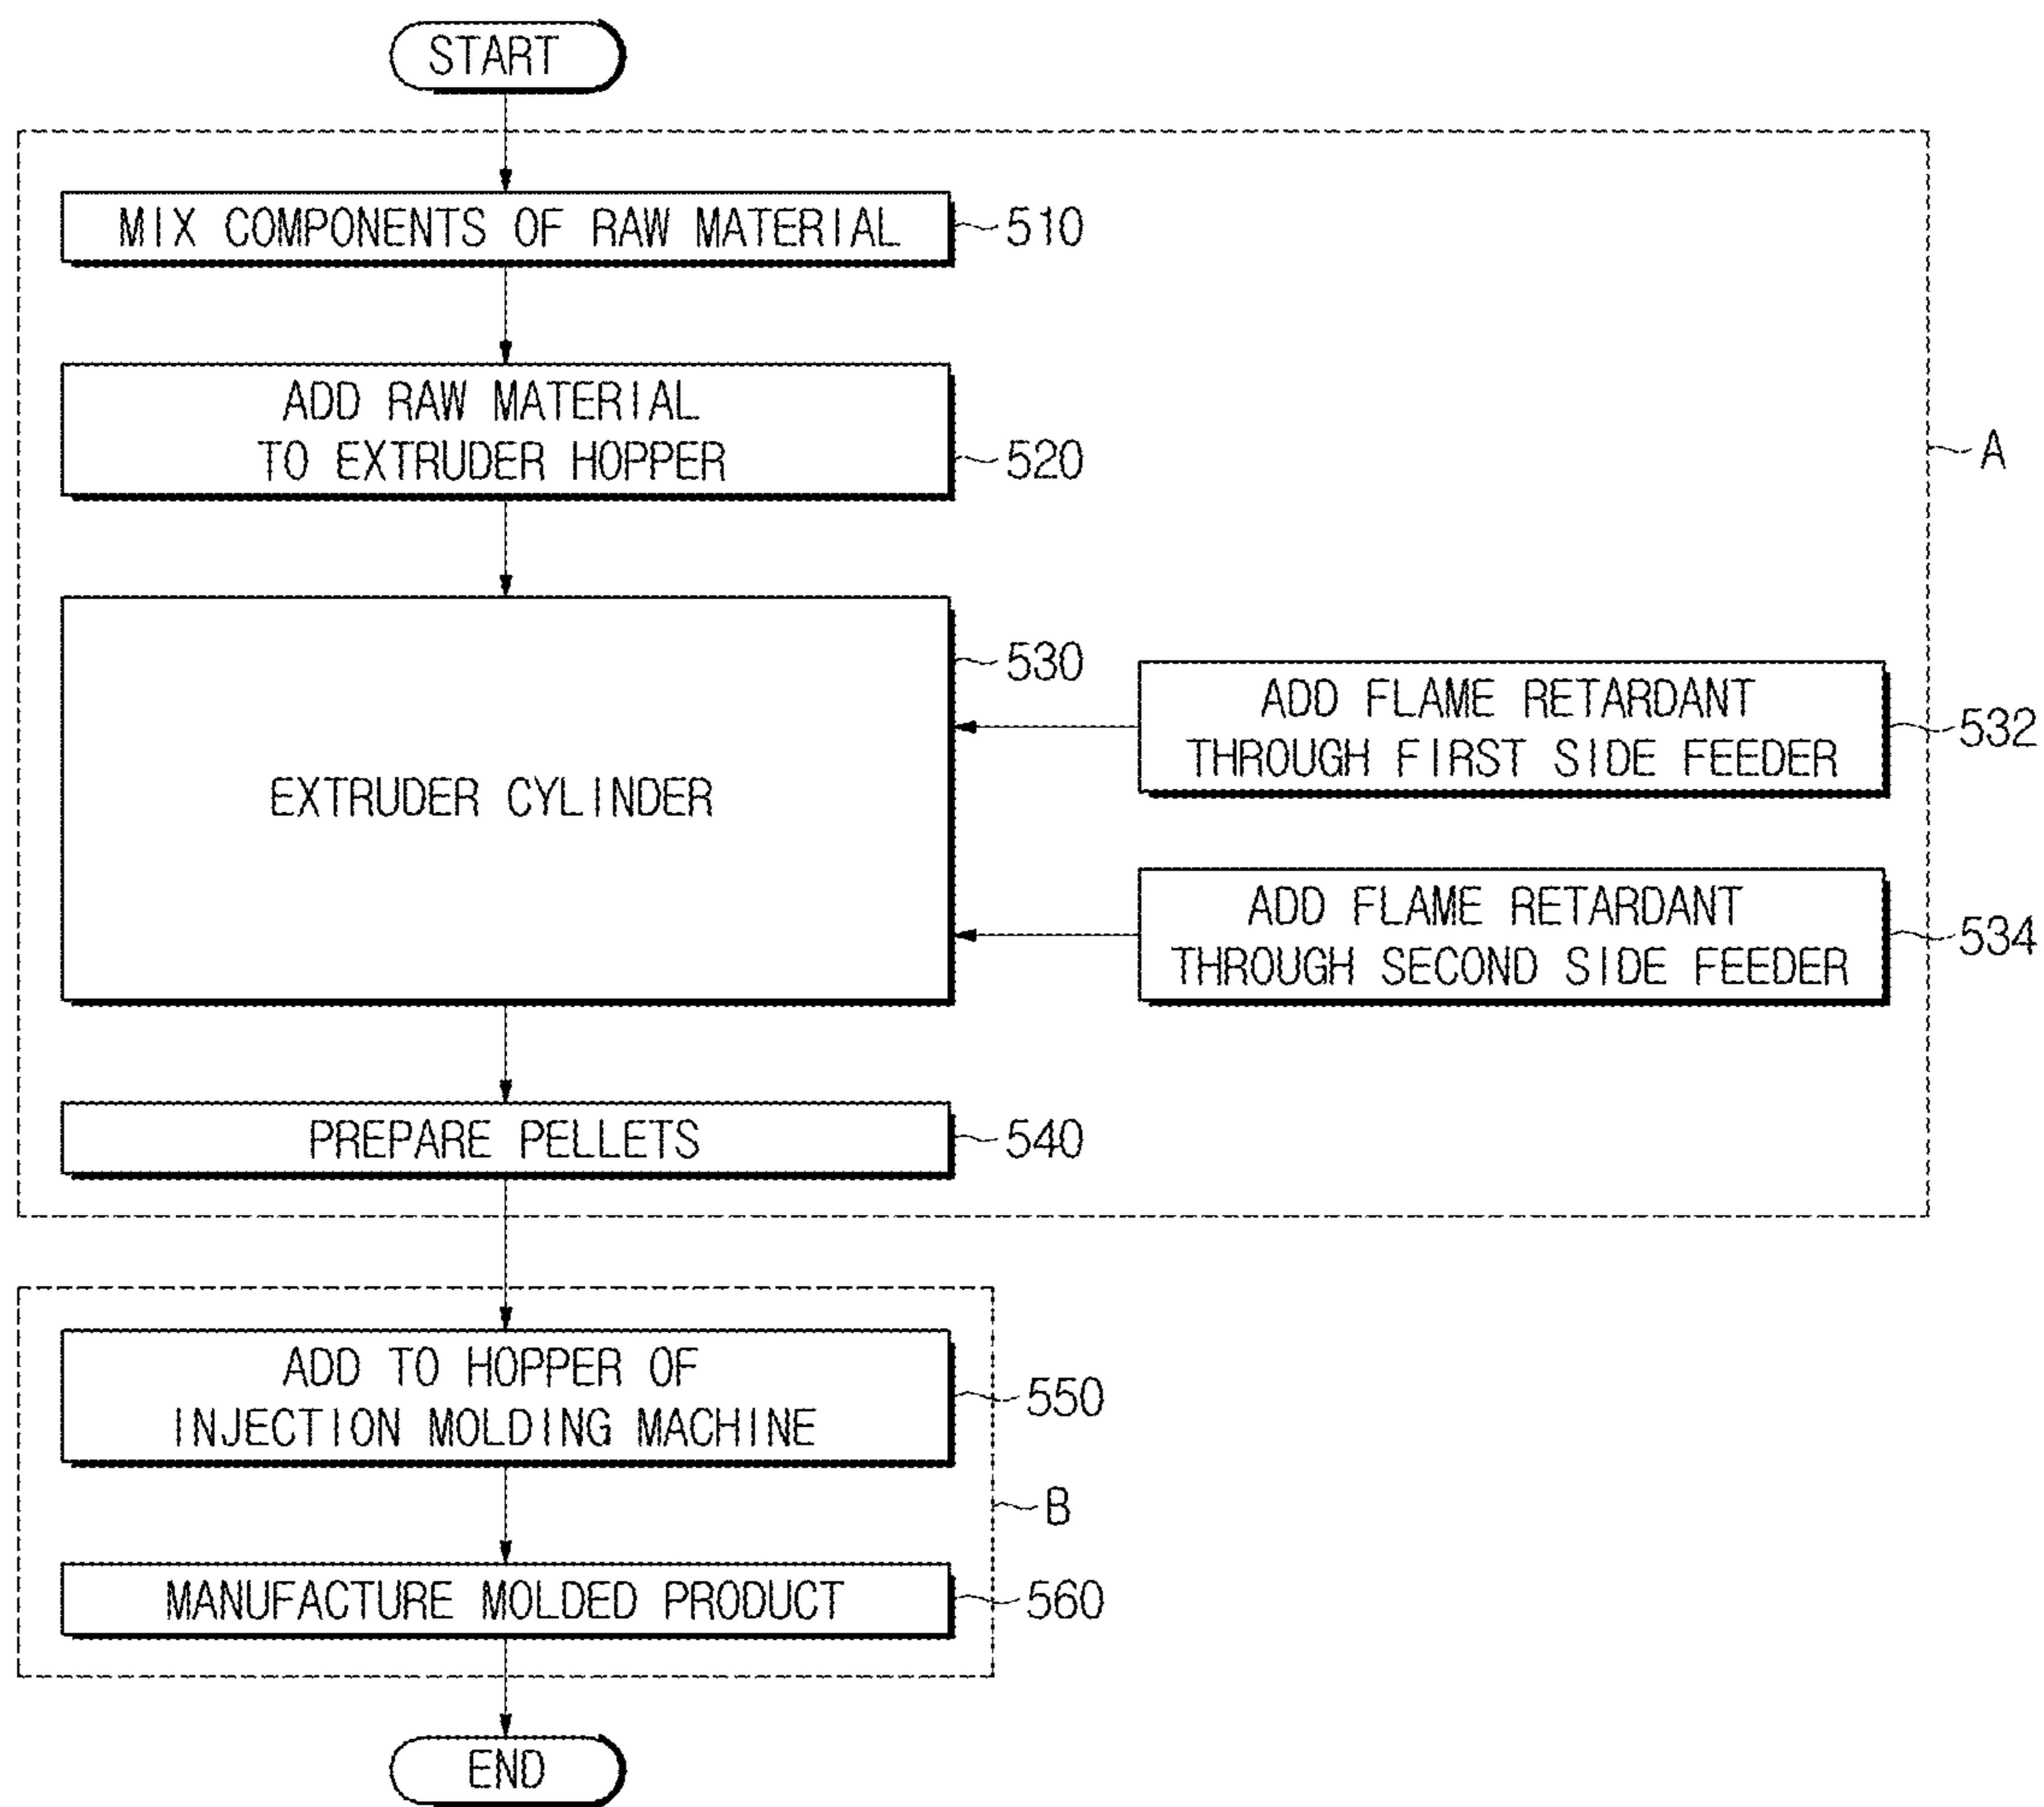 START
MIX COMPONENTS OF RAW MATERIAL
510
ADD RAW MATERIAL
TO EXTRUDER HOPPER
520
A
EXTRUDER CYLINDER
530
ADD FLAME RETARDANT
THROUGH FIRST SIDE FEEDER
532
ADD FLAME RETARDANT
THROUGH SECOND SIDE FEEDER
534
PREPARE PELLETS
540
ADD TO HOPPER OF
INJECTION MOLDING MACHINE
550
B
MANUFACTURE MOLDED PRODUCT
560
END